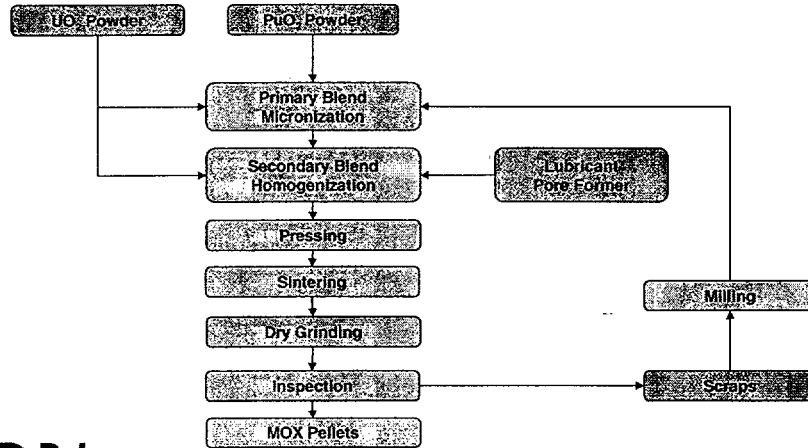 UO₂ Powder
PuO₂ Powder
Primary Blend
Micronization
Secondary Blend
Homogenization
Lubricant
Pore Former
Pressing
Sintering
Milling
Dry Grinding
Inspection
Scraps
MOX Pellets